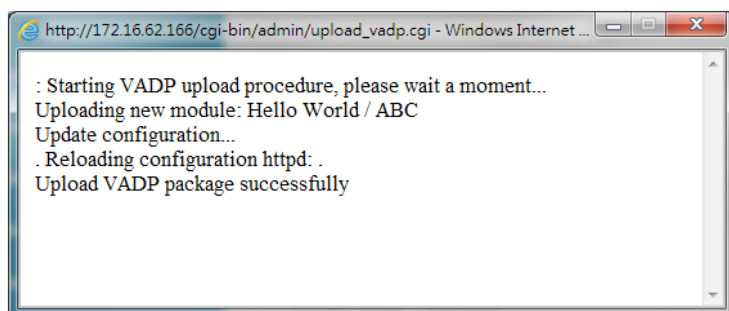 http://172.16.62.166/cgi-bin/admin/upload_vadp.cgi - Windows Internet ...
: Starting VADP upload procedure, please wait a moment...
Uploading new module: Hello World / ABC
Update configuration...
. Reloading configuration httpd: .
Upload VADP package successfully